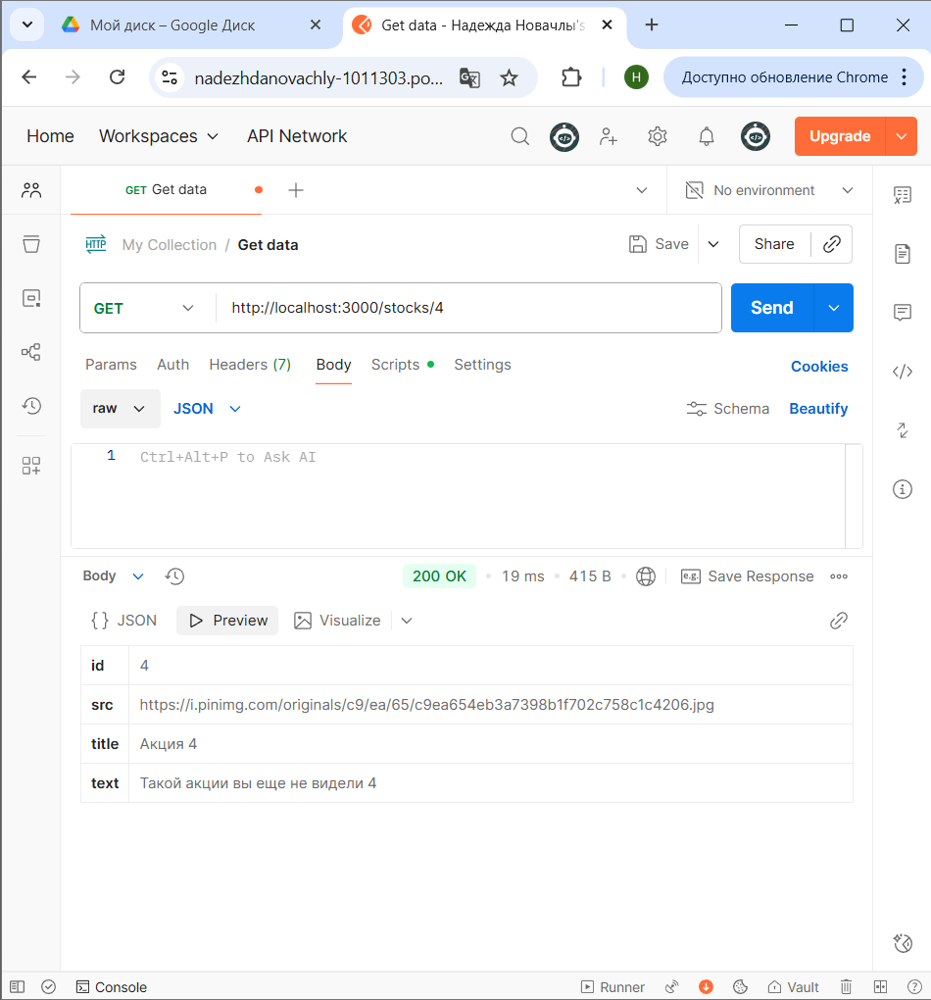 Мой диск – Google Диск
Get data - Надежда Новачлы's
nadezhdanovachly-1011303.po...
H
Доступно обновление Chrome
Home Workspaces API Network
Upgrade
GET Get data
No environment
HTTP My Collection / Get data
Save
Share
GET http://localhost:3000/stocks/4
Send
Params Auth Headers (7) Body Scripts Settings
Cookies
raw JSON
Schema Beautify
1 Ctrl+Alt+P to Ask AI
Body
200 OK • 19 ms • 415 B
e.g. Save Response
{} JSON Preview Visualize
id 4
src https://i.pinimg.com/originals/c9/ea/65/c9ea654eb3a7398b1f702c758c1c4206.jpg
title Акция 4
text Такой акции вы еще не видели 4
Console
Runner
Vault